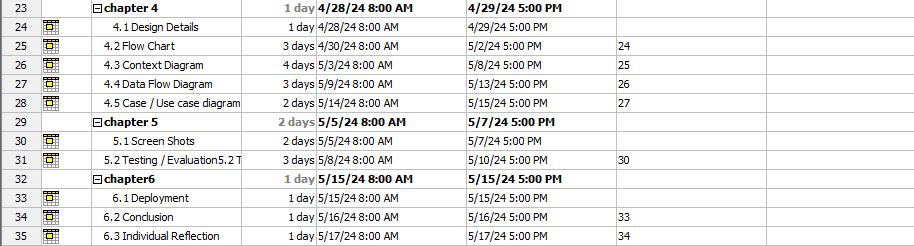 23 chapter 4 1 day 4/28/24 8:00 AM 4/29/24 5:00 PM
24 4.1 Design Details 1 day 4/28/24 8:00 AM 4/29/24 5:00 PM
25 4.2 Flow Chart 3 days 4/30/24 8:00 AM 5/2/24 5:00 PM 24
26 4.3 Context Diagram 4 days 5/3/24 8:00 AM 5/8/24 5:00 PM 25
27 4.4 Data Flow Diagram 3 days 5/9/24 8:00 AM 5/13/24 5:00 PM 26
28 4.5 Case / Use case diagram 2 days 5/14/24 8:00 AM 5/15/24 5:00 PM 27
29 chapter 5 2 days 5/5/24 8:00 AM 5/7/24 5:00 PM
30 5.1 Screen Shots 2 days 5/5/24 8:00 AM 5/7/24 5:00 PM
31 5.2 Testing / Evaluation5.2 T 3 days 5/8/24 8:00 AM 5/10/24 5:00 PM 30
32 chapter6 1 day 5/15/24 8:00 AM 5/15/24 5:00 PM
33 6.1 Deployment 1 day 5/15/24 8:00 AM 5/15/24 5:00 PM
34 6.2 Conclusion 1 day 5/16/24 8:00 AM 5/16/24 5:00 PM 33
35 6.3 Individual Reflection 1 day 5/17/24 8:00 AM 5/17/24 5:00 PM 34